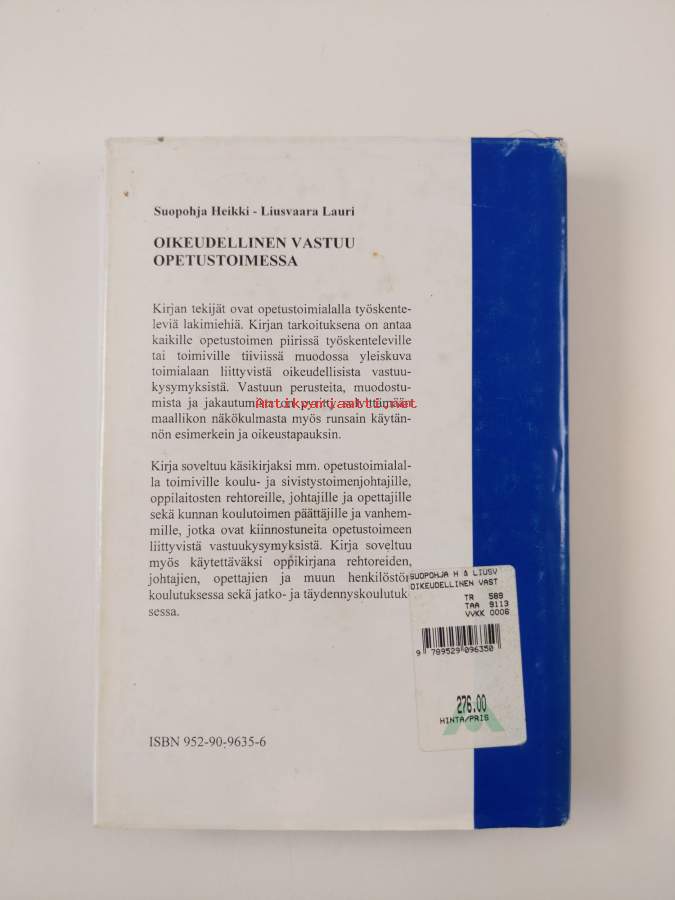 Suopohja Heikki - Liusvaara Lauri
OIKEUDELLINEN VASTUU
OPETUSTOIMESSA
Kirjan tekijät ovat opetustoimialalla työskente-
leviä lakimiehiä. Kirjan tarkoituksena on antaa
kaikille opetustoimen piirissä työskenteleville
tai toimiville tiiviissä muodossa yleiskuva
toimialaan liittyvistä oikeudellisista vastuu-
kysymyksistä. Vastuun perusteita, muodostu-
mista ja jakautumista on pyritty selvittämään
Antikvariaatti.net
maallikon näkökulmasta myös runsain käytän-
nön esimerkein ja oikeustapauksin.
Kirja soveltuu käsikirjaksi mm. opetustoimialal-
la toimiville koulu- ja sivistystoimenjohtajille,
oppilaitosten rehtoreille, johtajille ja opettajille
sekä kunnan koulutoimen päättäjille ja vanhem-
mille, jotka ovat kiinnostuneita opetustoimeen
liittyvistä vastuukysymyksistä. Kirja soveltuu
myös käytettäväksi oppikirjana rehtoreiden,
johtajien, opettajien ja muun henkilöstön
koulutuksessa sekä jatko- ja täydennyskoulutuk
sessa.
SUOPOHJA H & LIUSV
OIKEUDELLINEN VAST
TR 589
TAA 9113
VVKK 0006
9 789529 096350
276.00
HINTA/PRIS
ISBN 952-90-9635-6